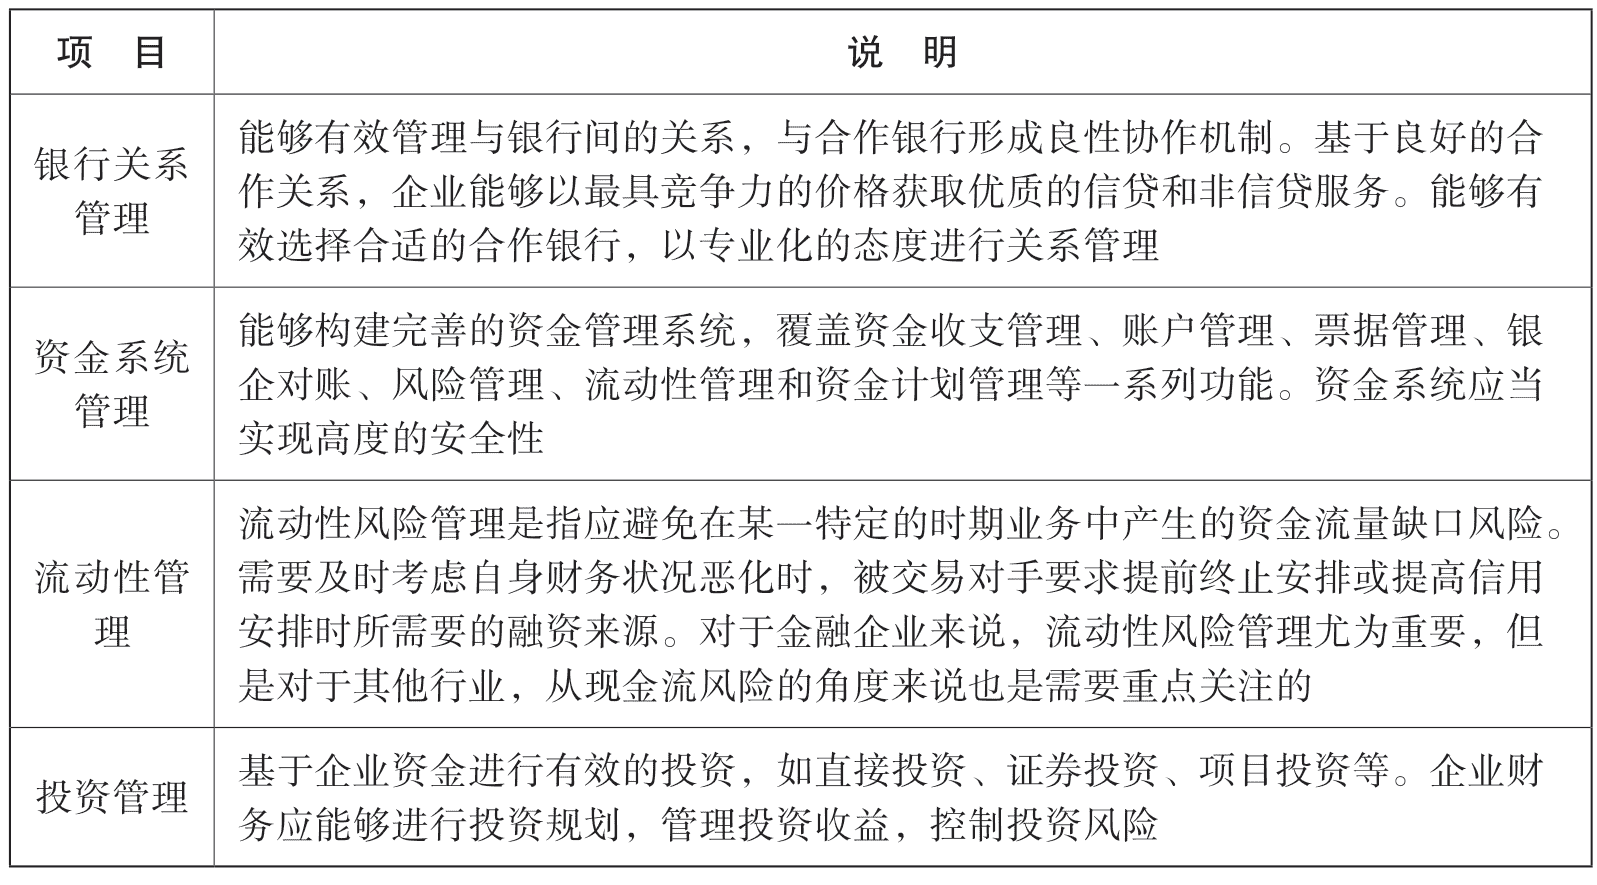 项 目
说 明
银行关系
管理
能够有效管理与银行间的关系，与合作银行形成良性协作机制。基于良好的合
作关系，企业能够以最具竞争力的价格获取优质的信贷和非信贷服务。能够有
效选择合适的合作银行，以专业化的态度进行关系管理
资金系统
管理
能够构建完善的资金管理系统，覆盖资金收支管理、账户管理、票据管理、银
企对账、风险管理、流动性管理和资金计划管理等一系列功能。资金系统应当
实现高度的安全性
流动性管
理
流动性风险管理是指应避免在某一特定的时期业务中产生的资金流量缺口风险。
需要及时考虑自身财务状况恶化时，被交易对手要求提前终止安排或提高信用
安排时所需要的融资来源。对于金融企业来说，流动性风险管理尤为重要，但
是对于其他行业，从现金流风险的角度来说也是需要重点关注的
投资管理
基于企业资金进行有效的投资，如直接投资、证券投资、项目投资等。企业财
务应能够进行投资规划，管理投资收益，控制投资风险